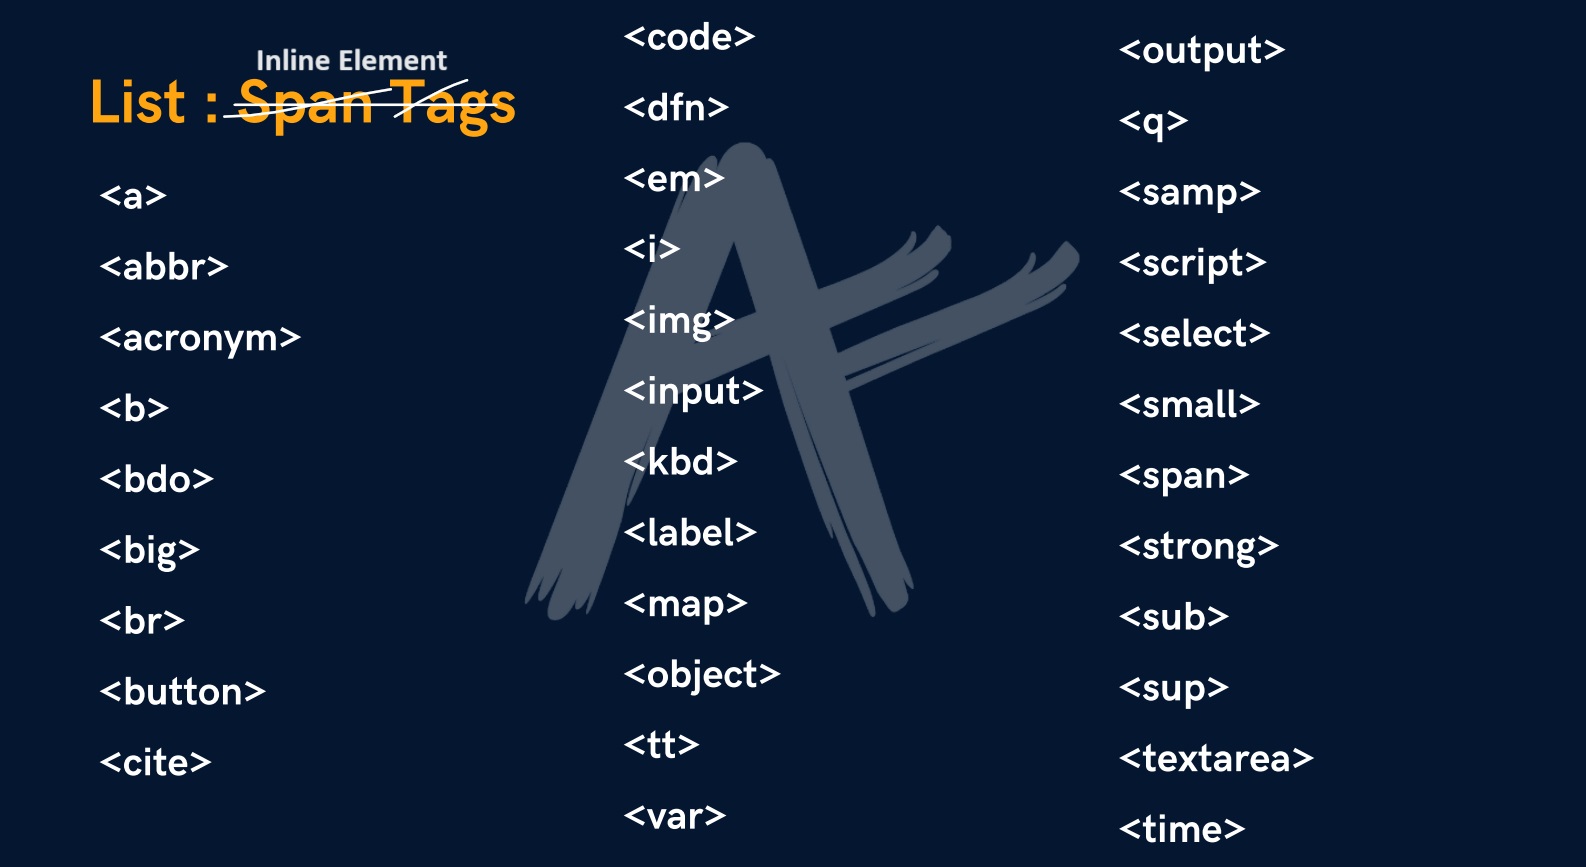 Inline Element
List : Span Tags
<a>
<abbr>
<acronym>
<b>
<bdo>
<big>
<br>
<button>
<cite>
<code>
<dfn>
<em>
<i>
<img>
<input>
<kbd>
<label>
<map>
<object>
<tt>
<var>
<output>
<q>
<samp>
<script>
<select>
<small>
<span>
<strong>
<sub>
<sup>
<textarea>
<time>